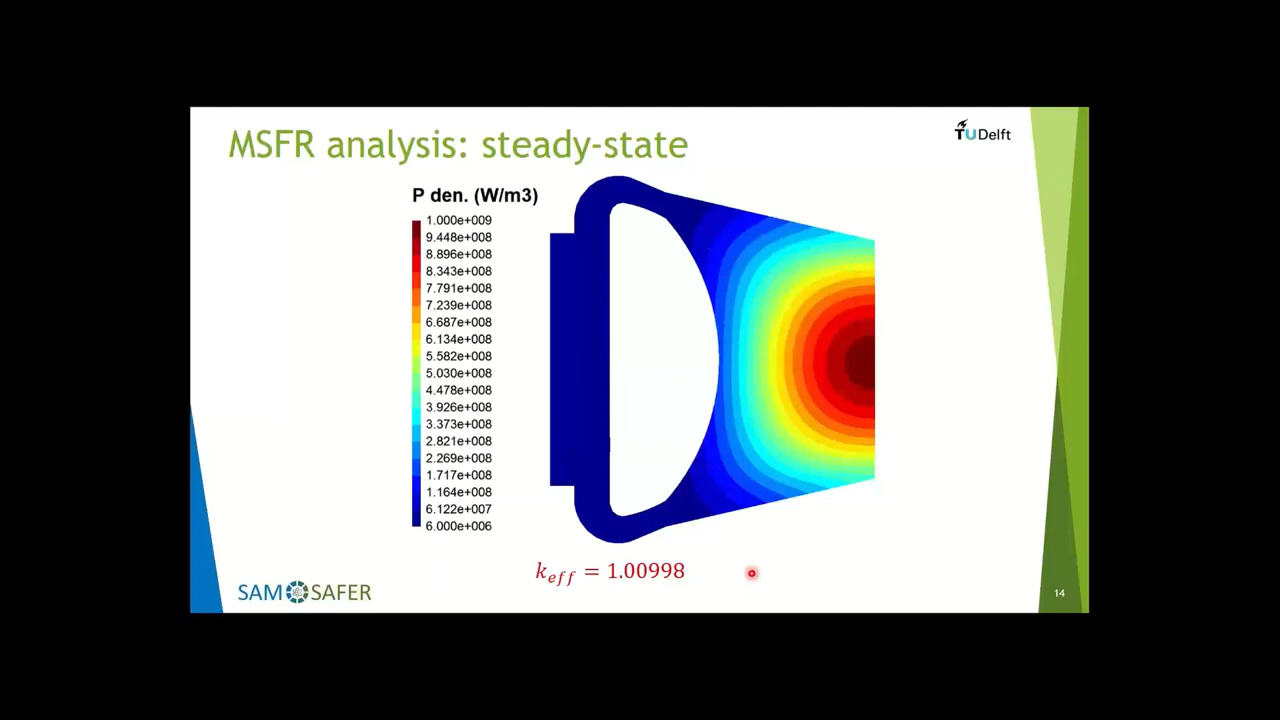 MSFR analysis: steady-state
TUDelft
P den. (W/m3)
1.000e+009
9.448e+008
8.896e+008
8.343e+008
7.791e+008
7.239e+008
6.687e+008
6.134e+008
5.582e+008
5.030e+008
4.478e+008
3.926e+008
3.373e+008
2.821e+008
2.269e+008
1.717e+008
1.164e+008
6.122e+007
6.000e+006
k_eff = 1.00998
SAM SAFER
14